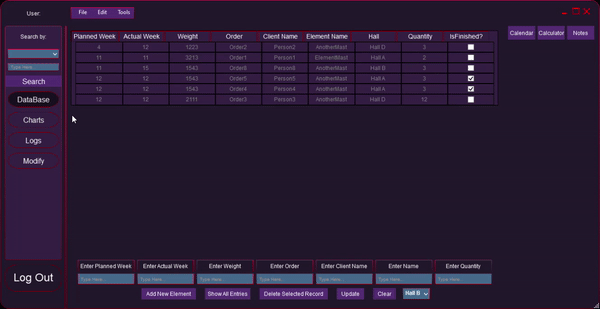 User:
File Edit Tools
Search by:
Type Here...
Search
DataBase
Charts
Logs
Modify
Log Out
Calendar Calculator Notes
Planned Week Actual Week Weight Order Client Name Element Name Hall Quantity IsFinished?
4 12 1223 Order2 Person2 AnotherMast Hall D 3
11 11 3213 Order1 Person1 ElementMast Hall A 2
11 15 1543 Order6 Person6 AnotherMast Hall B 3
12 12 1543 Order5 Person5 AnotherMast Hall A 3
12 12 1543 Order4 Person4 AnotherMast Hall A 3
12 12 2111 Order3 Person3 AnotherMast Hall D 12
Enter Planned Week Enter Actual Week Enter Weight Enter Order Enter Client Name Enter Name Enter Quantity
Type Here... Type Here... Type Here... Type Here... Type Here... Type Here... Type Here...
Add New Element Show All Entries Delete Selected Record Update Clear Hall B